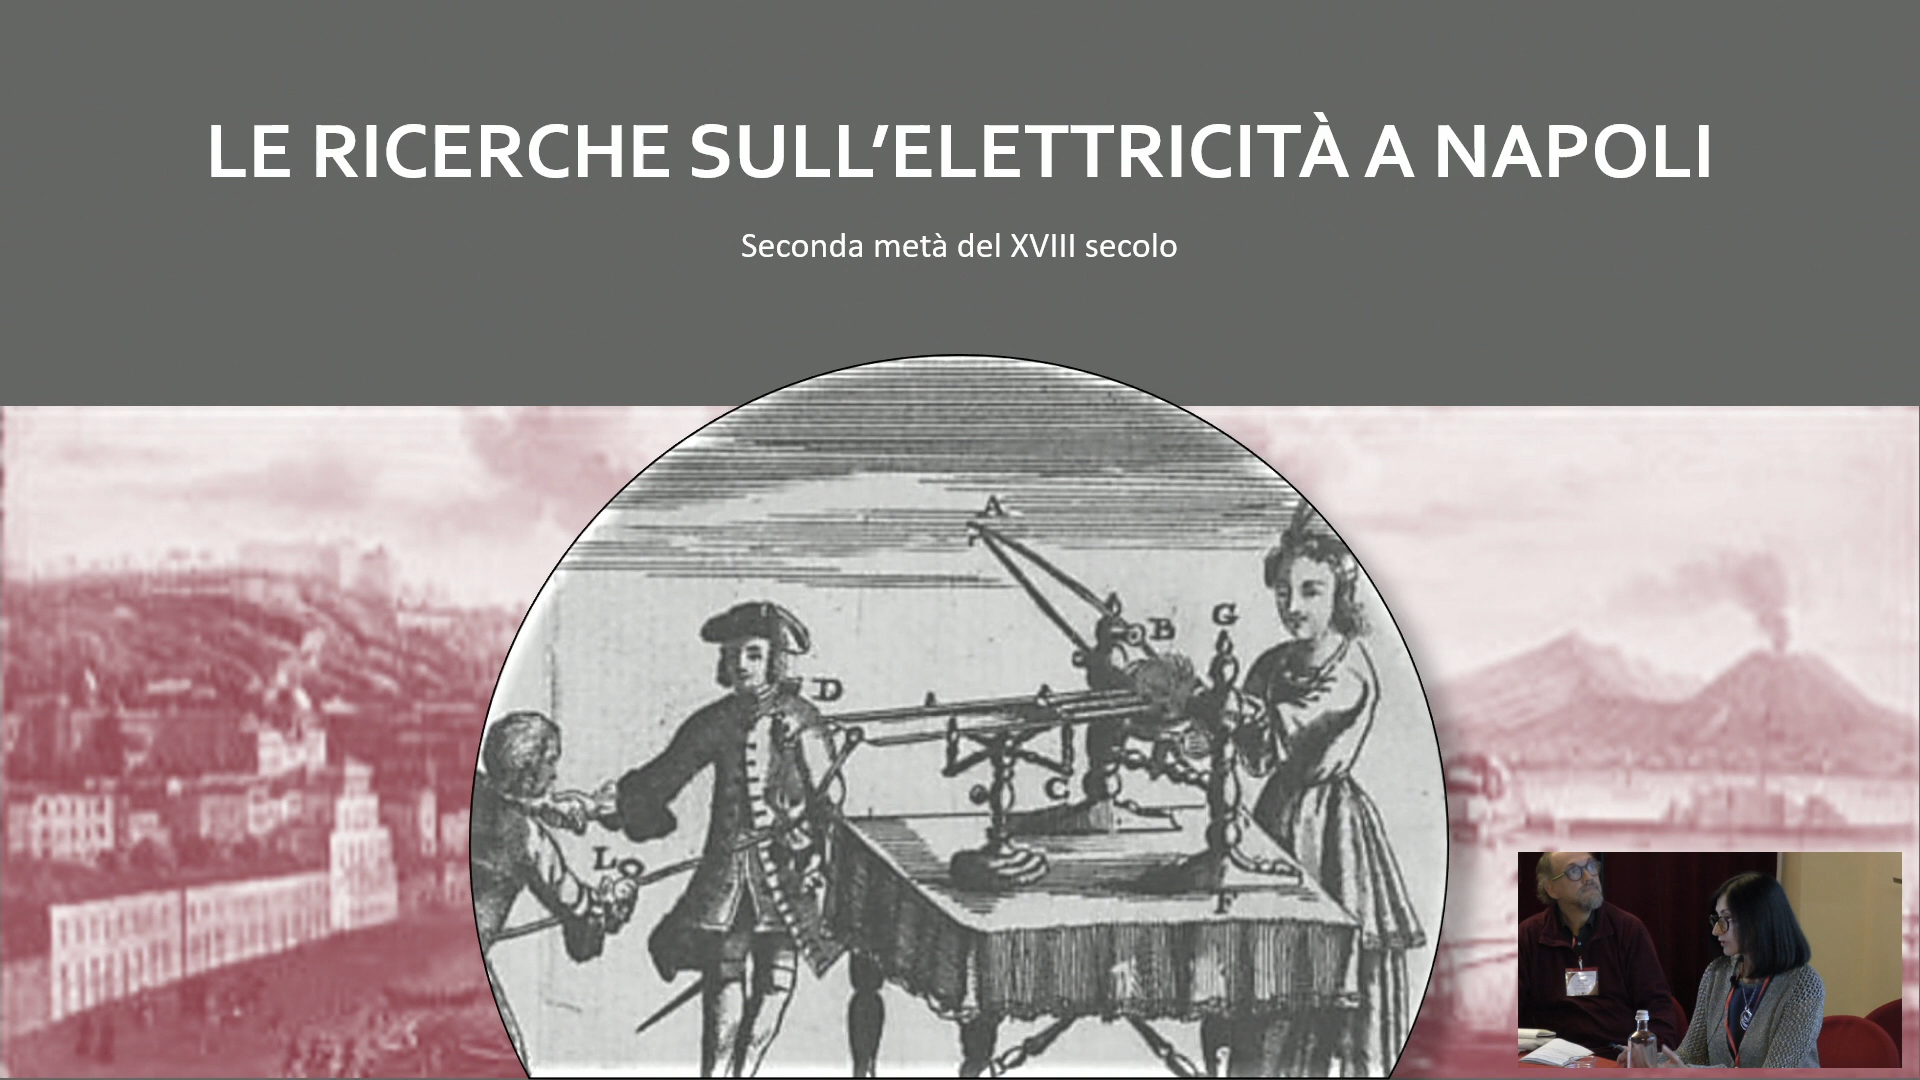 LE RICERCHE SULL’ELETTRICITÀ A NAPOLI
Seconda metà del XVIII secolo
A
B
G
D
C
L
F